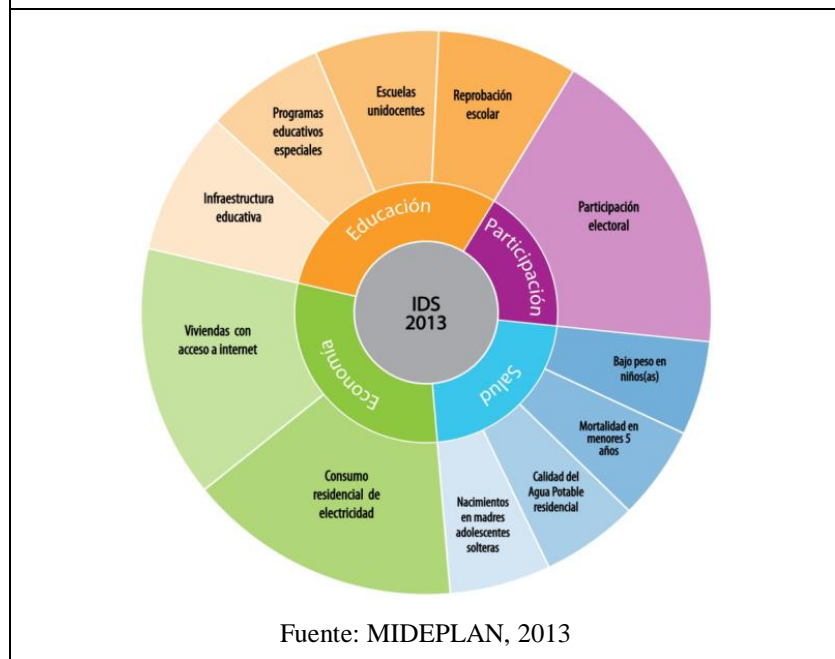 Escuelas
unidocentes
Reprobación
escolar
Programas
educativos
especiales
Infraestructura
educativa
Participación
electoral
Educación
Participación
IDS
2013
Economía
Salud
Viviendas con
acceso a internet
Bajo peso en
niños(as)
Mortalidad en
menores 5
años
Calidad del
Agua Potable
residencial
Consumo
residencial de
electricidad
Nacimientos
en madres
adolescentes
solteras
Fuente: MIDEPLAN, 2013